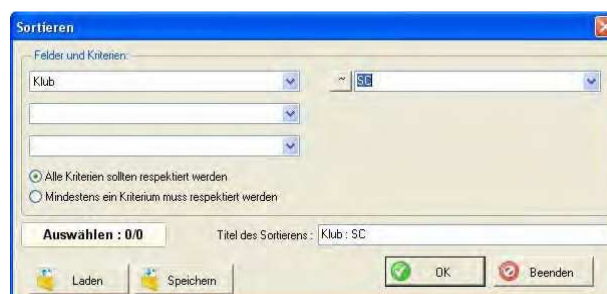 Sortieren
Felder und Kriterien:
Klub ~ SC
Alle Kriterien sollten respektiert werden
Mindestens ein Kriterium muss respektiert werden
Auswählen : 0/0 Titel des Sortierens : Klub : SC
Laden Speichern OK Beenden